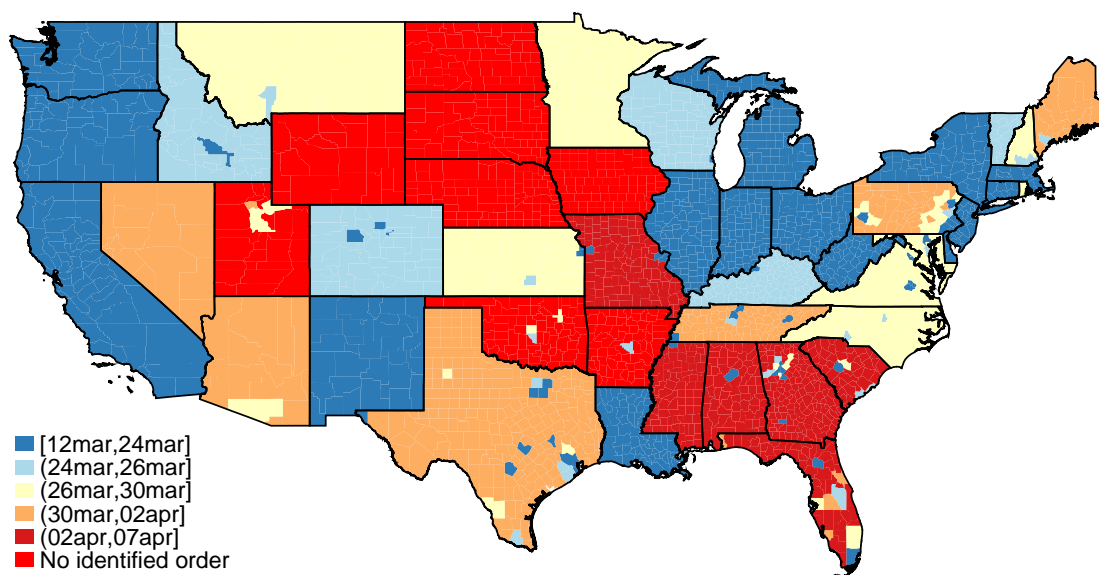 [12mar,24mar]
(24mar,26mar]
(26mar,30mar]
(30mar,02apr]
(02apr,07apr]
No identified order